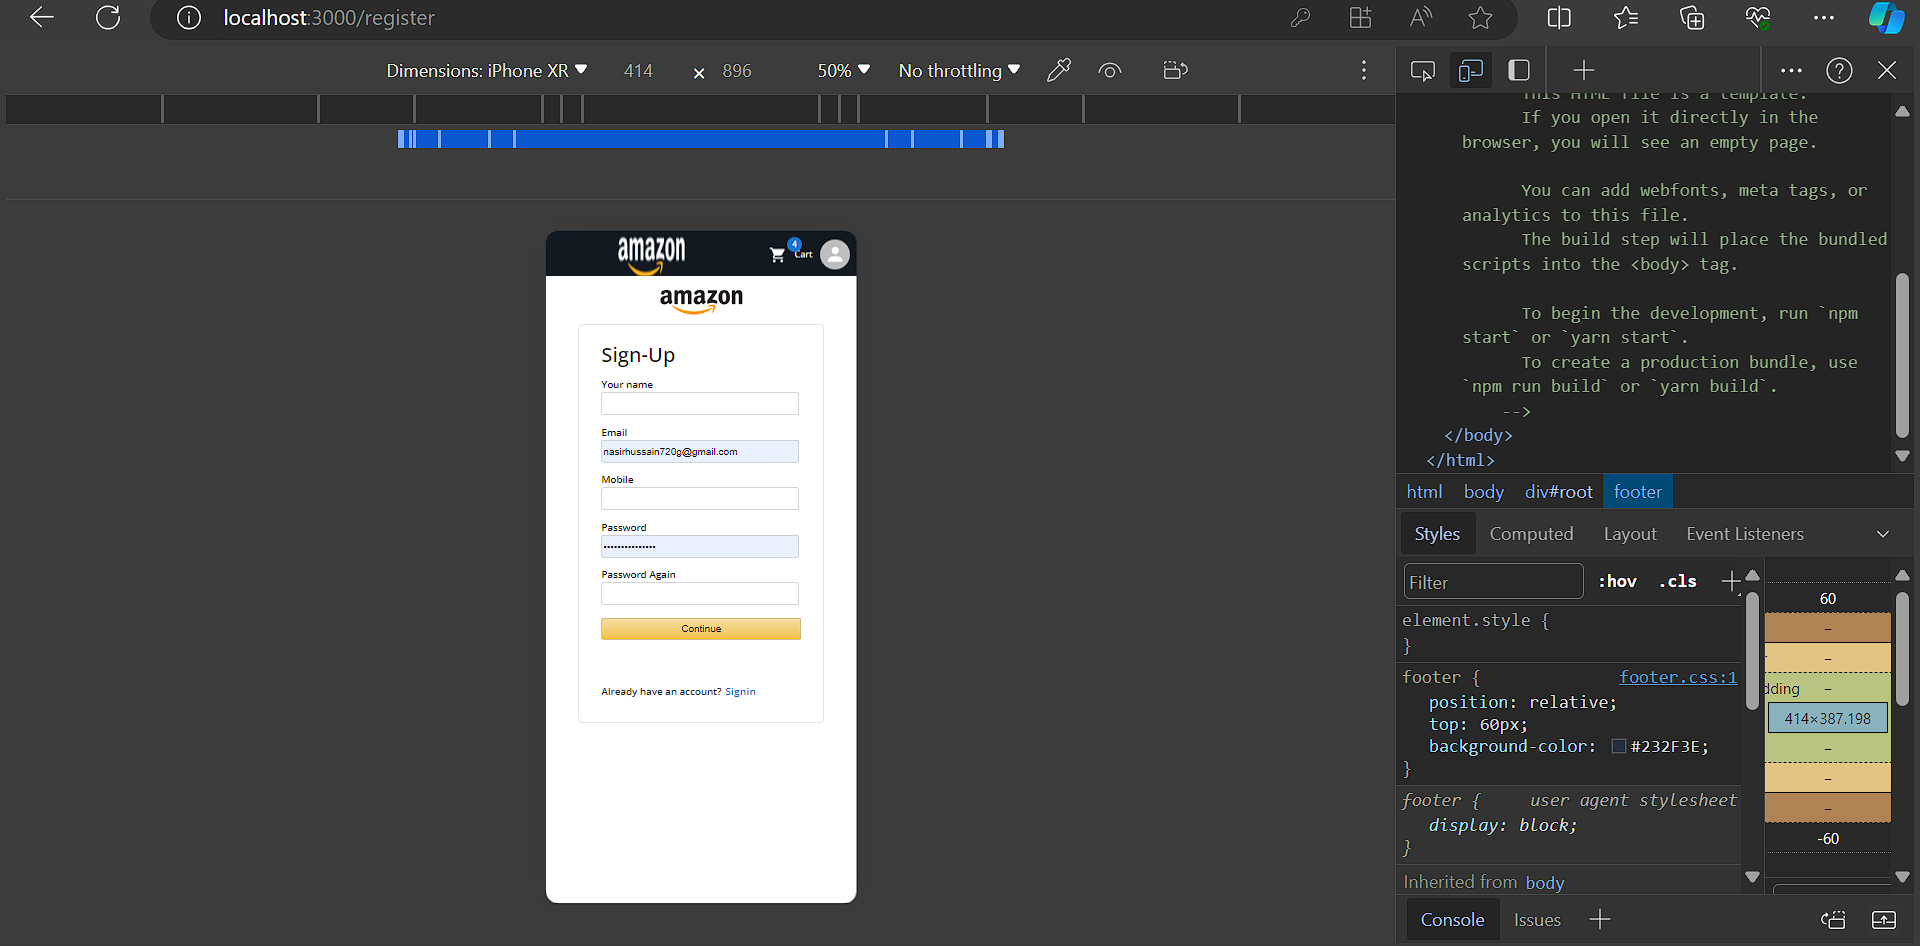 localhost:3000/register
Dimensions: iPhone XR 414 × 896 50% No throttling
This HTML file is a template.
If you open it directly in the
browser, you will see an empty page.
You can add webfonts, meta tags, or
analytics to this file.
The build step will place the bundled
scripts into the <body> tag.
To begin the development, run `npm
start` or `yarn start`.
To create a production bundle, use
`npm run build` or `yarn build`.
-->
</body>
</html>
html body div#root footer
Styles Computed Layout Event Listeners
Filter :hov .cls
element.style {
}
footer { footer.css:1
position: relative;
top: 60px;
background-color: #232F3E;
}
footer { user agent stylesheet
display: block;
}
Inherited from body
60
–
–
dding –
414×387.198
–
–
–
-60
Console Issues
amazon 4 Cart
amazon
Sign-Up
Your name
Email
nasirhussain720g@gmail.com
Mobile
Password
•••••••••••••••
Password Again
Continue
Already have an account? Signin